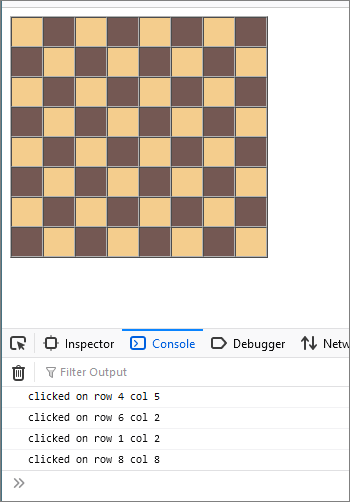 Inspector Console Debugger Netw
Filter Output
clicked on row 4 col 5
clicked on row 6 col 2
clicked on row 1 col 2
clicked on row 8 col 8